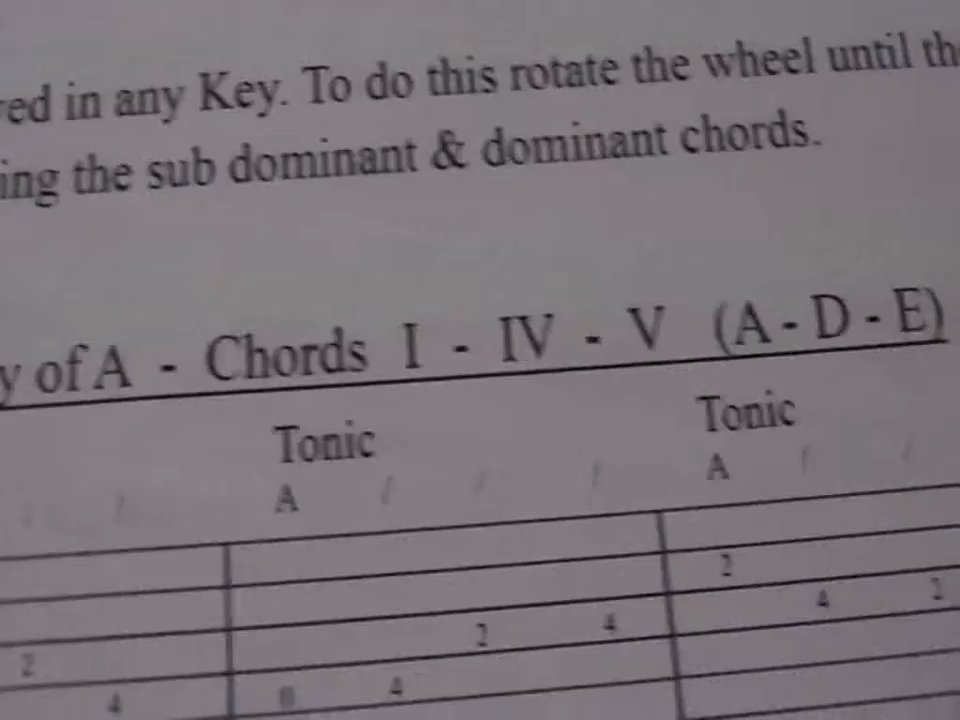 ed in any Key. To do this rotate the wheel until th
ing the sub dominant & dominant chords.
y of A - Chords I - IV - V (A - D - E)
Tonic Tonic
A / / / A / /
2
4 2
2 4
2
4 0 4